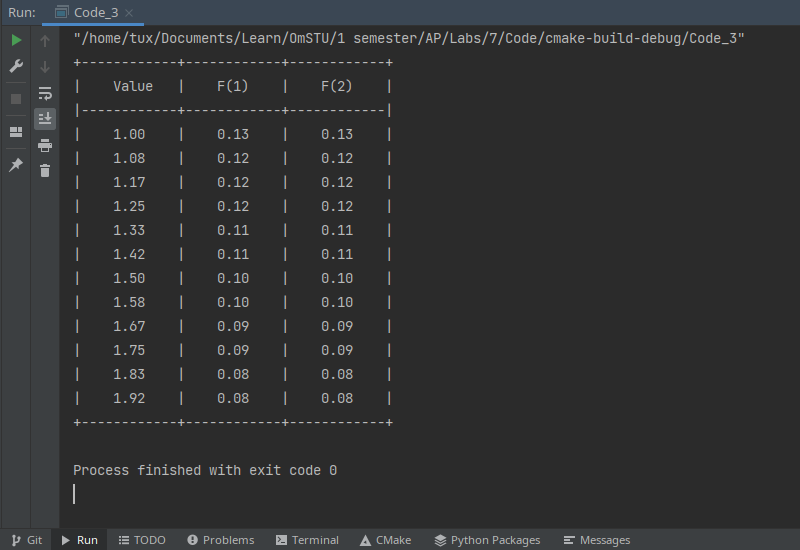 Run: Code_3
"/home/tux/Documents/Learn/OmSTU/1 semester/AP/Labs/7/Code/cmake-build-debug/Code_3"
+------------+------------+------------+
|    Value   |    F(1)    |    F(2)    |
|------------+------------+------------|
|    1.00    |    0.13    |    0.13    |
|    1.08    |    0.12    |    0.12    |
|    1.17    |    0.12    |    0.12    |
|    1.25    |    0.12    |    0.12    |
|    1.33    |    0.11    |    0.11    |
|    1.42    |    0.11    |    0.11    |
|    1.50    |    0.10    |    0.10    |
|    1.58    |    0.10    |    0.10    |
|    1.67    |    0.09    |    0.09    |
|    1.75    |    0.09    |    0.09    |
|    1.83    |    0.08    |    0.08    |
|    1.92    |    0.08    |    0.08    |
+------------+------------+------------+
Process finished with exit code 0
Git Run TODO Problems Terminal CMake Python Packages Messages